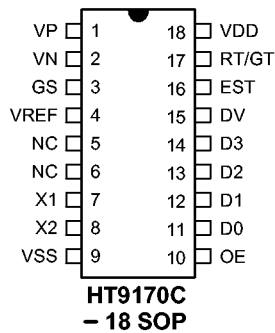 VP 1 18 VDD
VN 2 17 RT/GT
GS 3 16 EST
VREF 4 15 DV
NC 5 14 D3
NC 6 13 D2
X1 7 12 D1
X2 8 11 D0
VSS 9 10 OE
HT9170C
– 18 SOP